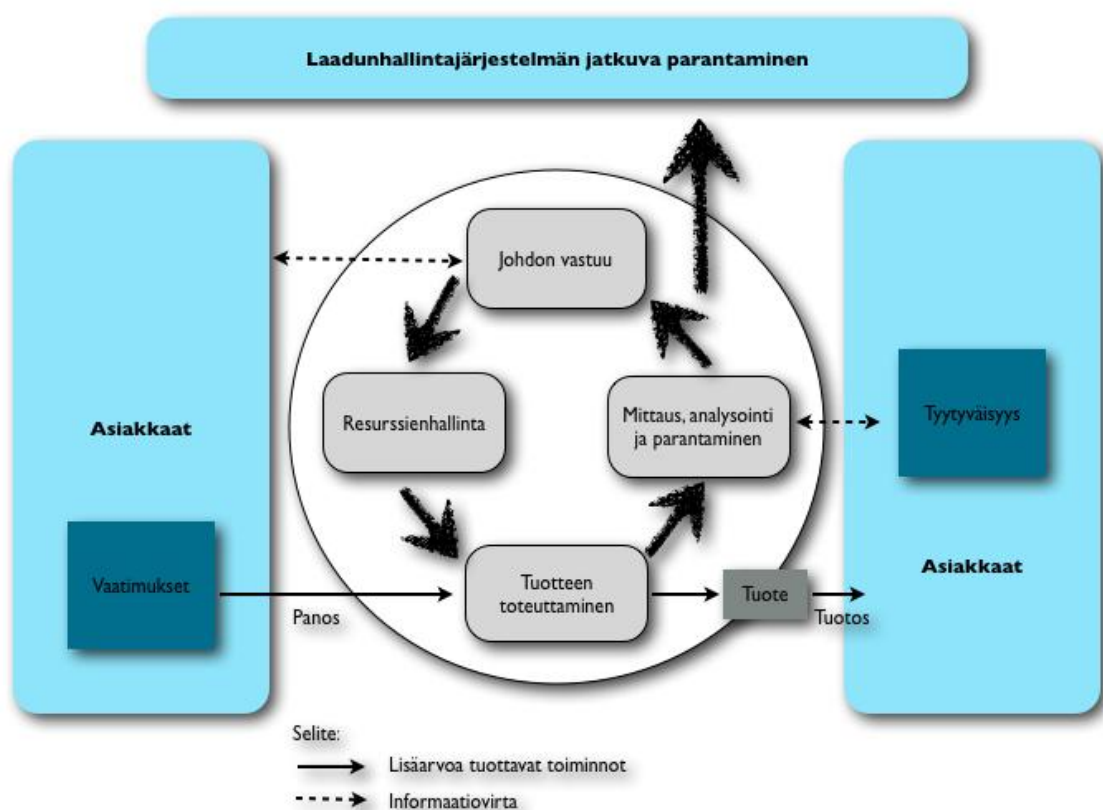 Laadunhallintajärjestelmän jatkuva parantaminen
Johdon vastuu
Resurssienhallinta
Mittaus, analysointi
ja parantaminen
Tyytyväisyys
Asiakkaat
Asiakkaat
Vaatimukset
Panos
Tuotteen
toteuttaminen
Tuote
Tuotos
Selite:
Lisäarvoa tuottavat toiminnot
Informaatiovirta